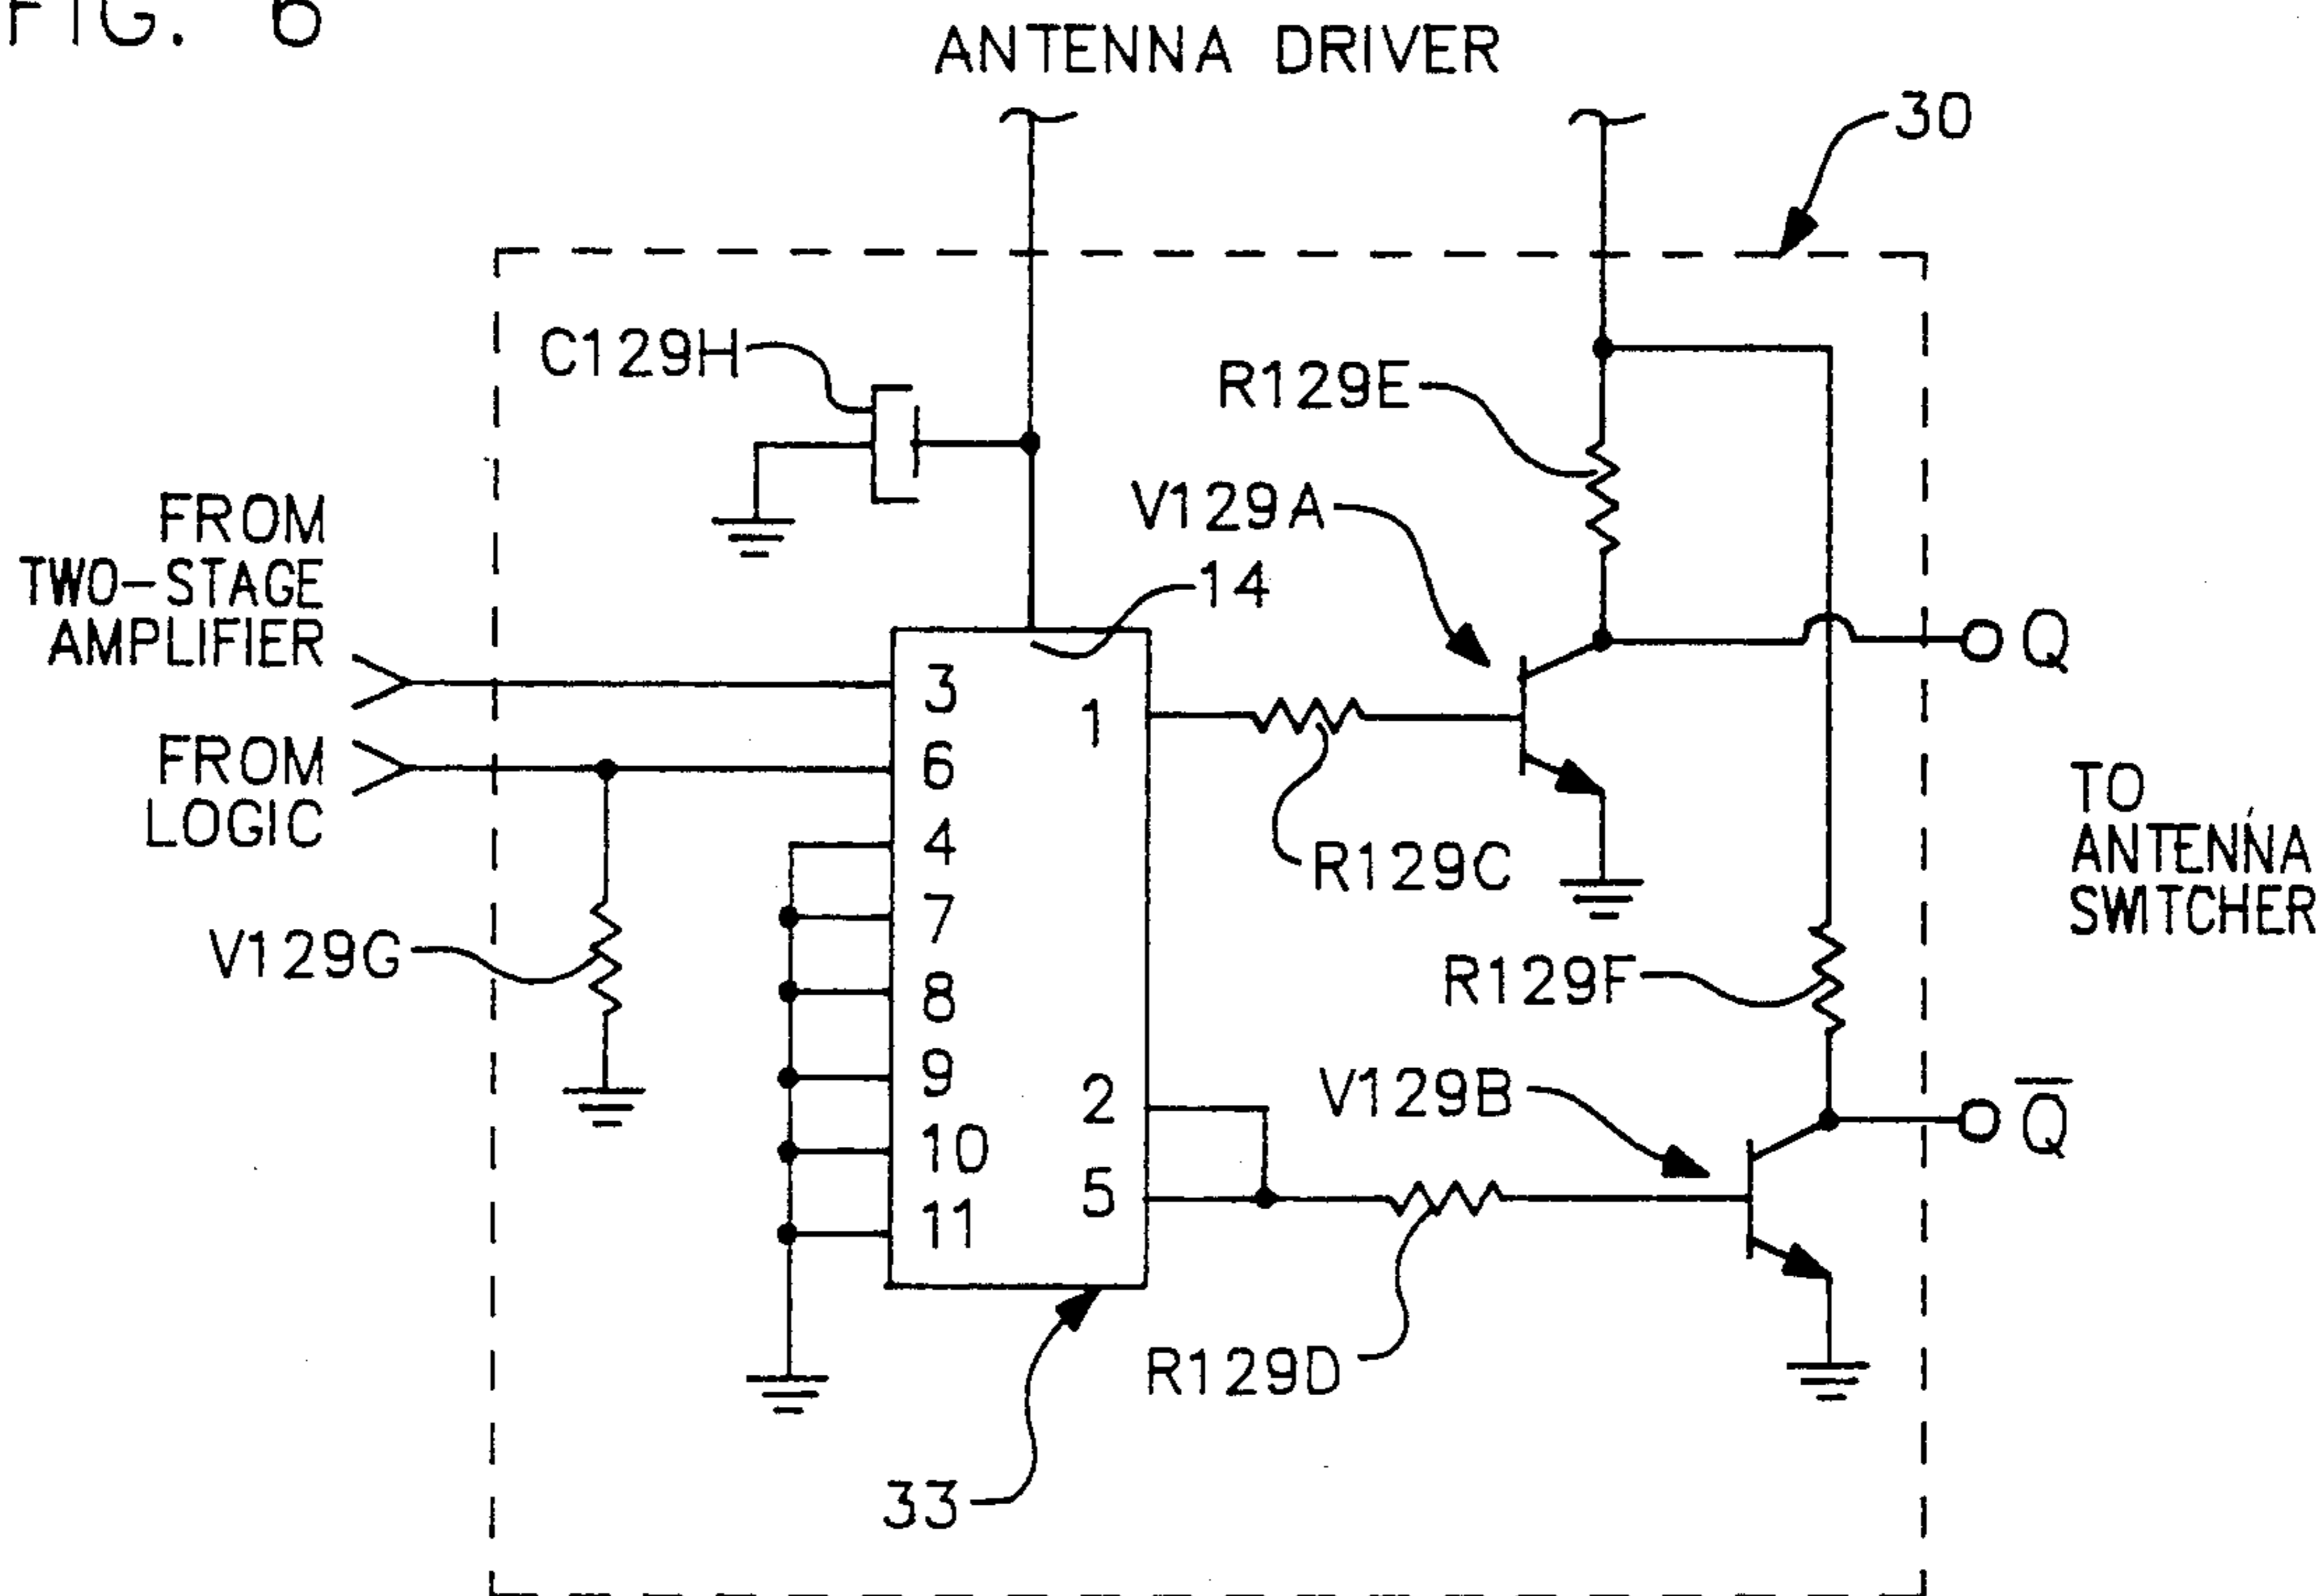 FIG. 6
ANTENNA DRIVER
30
C129H
R129E
V129A
14
FROM
TWO-STAGE
AMPLIFIER
FROM
LOGIC
3
6
4
7
8
9
10
11
1
2
5
Q
R129C
TO
ANTENNA
SWITCHER
V129G
R129F
V129B
Q̅
R129D
33